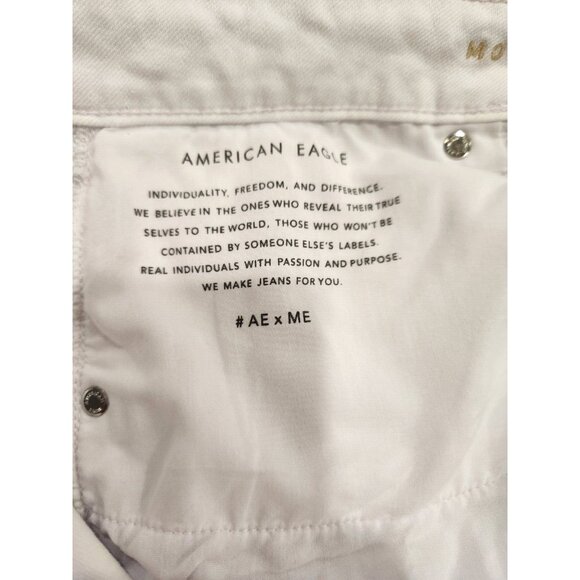 MO
AMERICAN EAGLE
INDIVIDUALITY, FREEDOM, AND DIFFERENCE.
WE BELIEVE IN THE ONES WHO REVEAL THEIR TRUE
SELVES TO THE WORLD, THOSE WHO WON'T BE
CONTAINED BY SOMEONE ELSE'S LABELS.
REAL INDIVIDUALS WITH PASSION AND PURPOSE.
WE MAKE JEANS FOR YOU.
# AE x ME